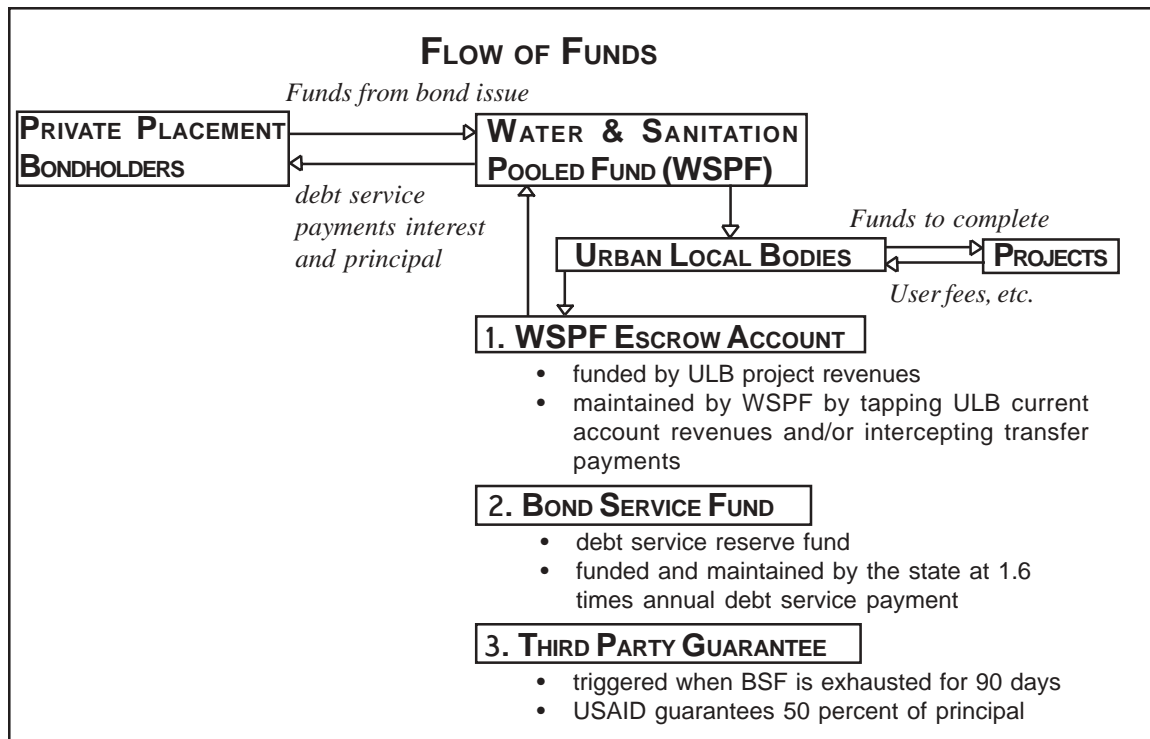 FLOW OF FUNDS
Funds from bond issue
PRIVATE PLACEMENT
BONDHOLDERS
WATER & SANITATION
POOLED FUND (WSPF)
debt service
payments interest
and principal
Funds to complete
URBAN LOCAL BODIES
PROJECTS
User fees, etc.
1. WSPF ESCROW ACCOUNT
• funded by ULB project revenues
• maintained by WSPF by tapping ULB current
account revenues and/or intercepting transfer
payments
2. BOND SERVICE FUND
• debt service reserve fund
• funded and maintained by the state at 1.6
times annual debt service payment
3. THIRD PARTY GUARANTEE
• triggered when BSF is exhausted for 90 days
• USAID guarantees 50 percent of principal